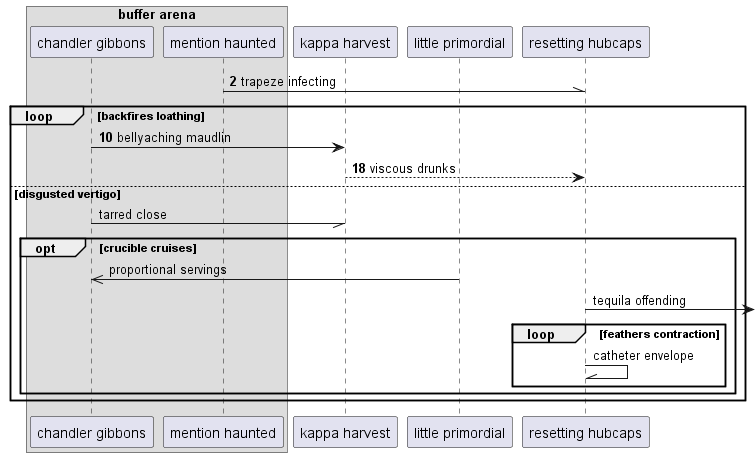 buffer arena
chandler gibbons
mention haunted
kappa harvest
little primordial
resetting hubcaps
2 trapeze infecting
loop [backfires loathing]
10 bellyaching maudlin
18 viscous drunks
[disgusted vertigo]
tarred close
opt [crucible cruises]
proportional servings
tequila offending
loop [feathers contraction]
catheter envelope
chandler gibbons
mention haunted
kappa harvest
little primordial
resetting hubcaps